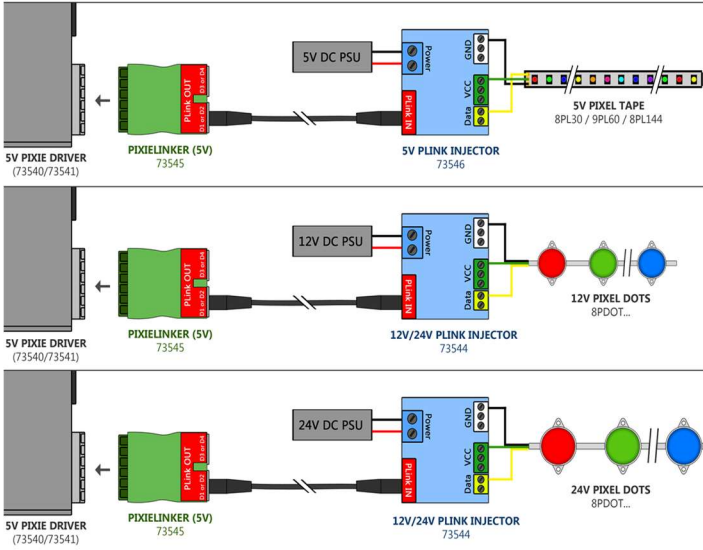 5V DC PSU
Power
GND
VCC
Data
PLink IN
PLink OUT
D1 or D2
D3 or D4
5V PIXIE DRIVER
(73540/73541)
PIXIELINKER (5V)
73545
5V PLINK INJECTOR
73546
5V PIXEL TAPE
8PL30 / 9PL60 / 8PL144
12V DC PSU
Power
GND
VCC
Data
PLink IN
PLink OUT
D1 or D2
D3 or D4
5V PIXIE DRIVER
(73540/73541)
PIXIELINKER (5V)
73545
12V/24V PLINK INJECTOR
73544
12V PIXEL DOTS
8PDOT...
24V DC PSU
Power
GND
VCC
Data
PLink IN
PLink OUT
D1 or D2
D3 or D4
5V PIXIE DRIVER
(73540/73541)
PIXIELINKER (5V)
73545
12V/24V PLINK INJECTOR
73544
24V PIXEL DOTS
8PDOT...